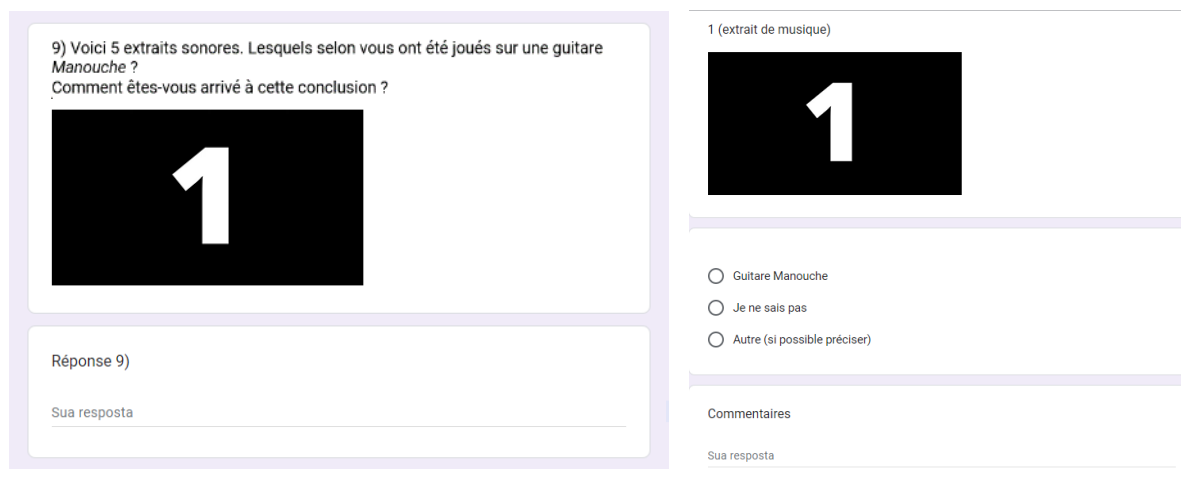 9) Voici 5 extraits sonores. Lesquels selon vous ont été joués sur une guitare
Manouche ?
Comment êtes-vous arrivé à cette conclusion ?
1
Réponse 9)
Sua resposta
1 (extrait de musique)
1
Guitare Manouche
Je ne sais pas
Autre (si possible préciser)
Commentaires
Sua resposta